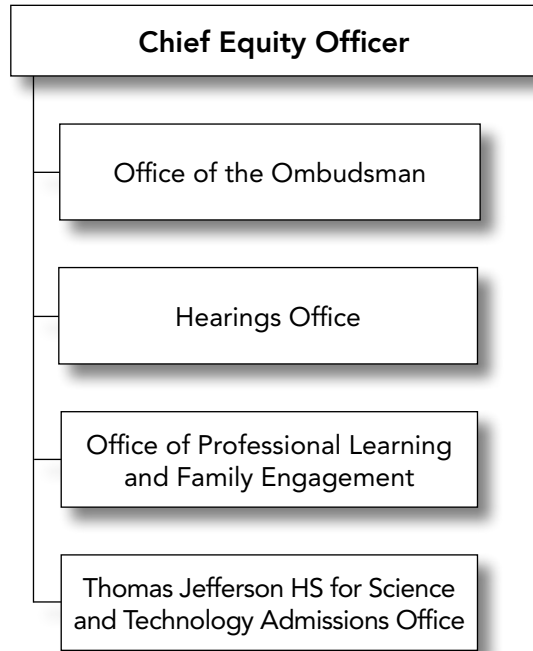 Chief Equity Officer
Office of the Ombudsman
Hearings Office
Office of Professional Learning
and Family Engagement
Thomas Jefferson HS for Science
and Technology Admissions Office